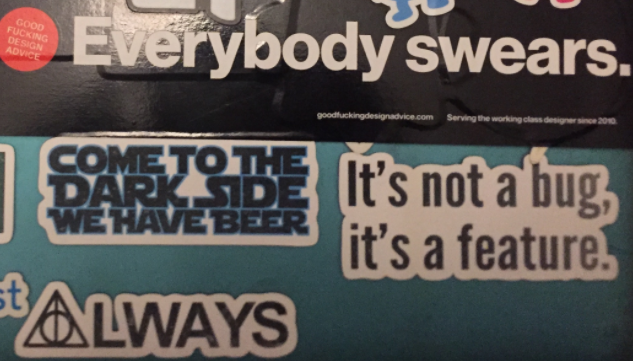 GOOD
FUCKING
DESIGN
ADVICE
Everybody swears.
goodfuckingdesignadvice.com Serving the working class designer since 2010.
COME TO THE
DARK SIDE
WE HAVE BEER
It's not a bug,
it's a feature.
st
ALWAYS